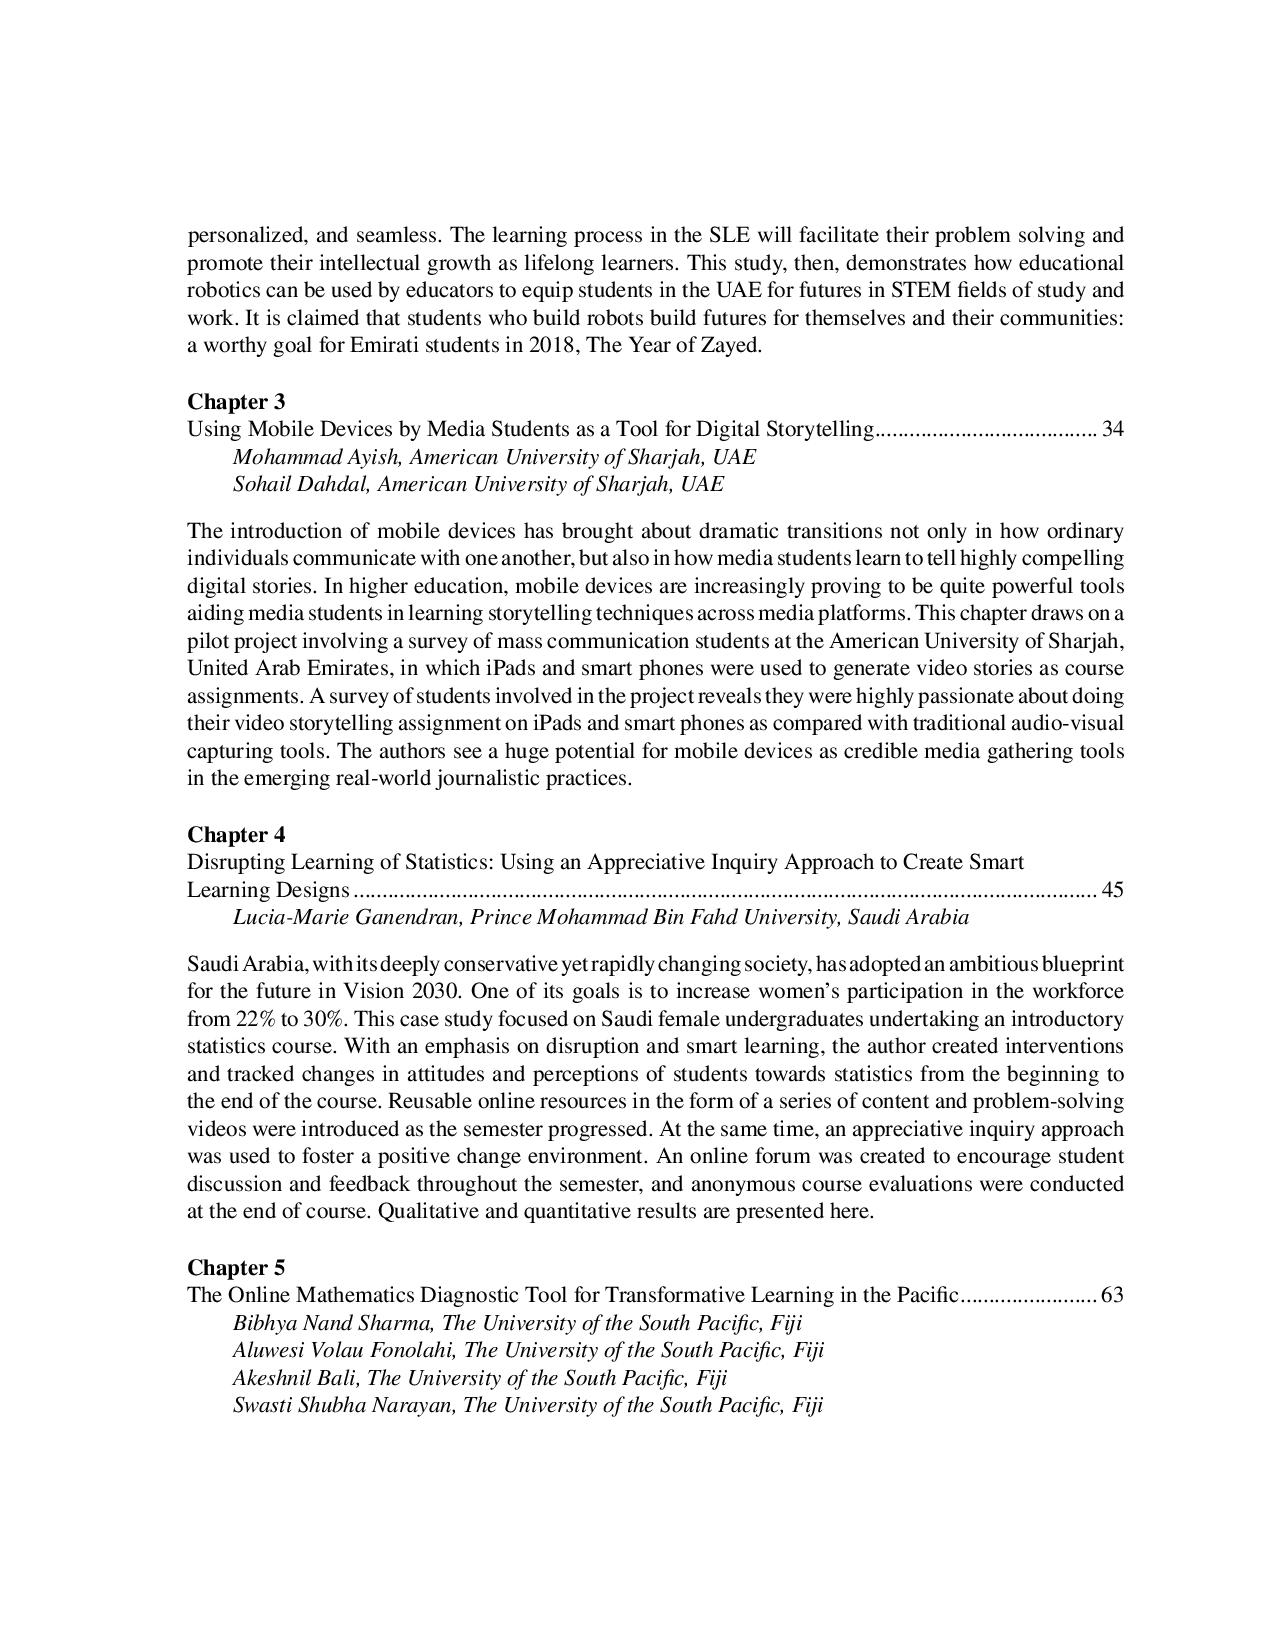 personalized, and seamless. The learning process in the SLE will facilitate their problem solving and
promote their intellectual growth as lifelong learners. This study, then, demonstrates how educational
robotics can be used by educators to equip students in the UAE for futures in STEM fields of study and
work. It is claimed that students who build robots build futures for themselves and their communities:
a worthy goal for Emirati students in 2018, The Year of Zayed.
Chapter 3
Using Mobile Devices by Media Students as a Tool for Digital Storytelling...................................... 34
Mohammad Ayish, American University of Sharjah, UAE
Sohail Dahdal, American University of Sharjah, UAE
The introduction of mobile devices has brought about dramatic transitions not only in how ordinary
individuals communicate with one another, but also in how media students learn to tell highly compelling
digital stories. In higher education, mobile devices are increasingly proving to be quite powerful tools
aiding media students in learning storytelling techniques across media platforms. This chapter draws on a
pilot project involving a survey of mass communication students at the American University of Sharjah,
United Arab Emirates, in which iPads and smart phones were used to generate video stories as course
assignments. A survey of students involved in the project reveals they were highly passionate about doing
their video storytelling assignment on iPads and smart phones as compared with traditional audio-visual
capturing tools. The authors see a huge potential for mobile devices as credible media gathering tools
in the emerging real-world journalistic practices.
Chapter 4
Disrupting Learning of Statistics: Using an Appreciative Inquiry Approach to Create Smart
Learning Designs .................................................................................................................................. 45
Lucia-Marie Ganendran, Prince Mohammad Bin Fahd University, Saudi Arabia
Saudi Arabia, with its deeply conservative yet rapidly changing society, has adopted an ambitious blueprint
for the future in Vision 2030. One of its goals is to increase women’s participation in the workforce
from 22% to 30%. This case study focused on Saudi female undergraduates undertaking an introductory
statistics course. With an emphasis on disruption and smart learning, the author created interventions
and tracked changes in attitudes and perceptions of students towards statistics from the beginning to
the end of the course. Reusable online resources in the form of a series of content and problem-solving
videos were introduced as the semester progressed. At the same time, an appreciative inquiry approach
was used to foster a positive change environment. An online forum was created to encourage student
discussion and feedback throughout the semester, and anonymous course evaluations were conducted
at the end of course. Qualitative and quantitative results are presented here.
Chapter 5
The Online Mathematics Diagnostic Tool for Transformative Learning in the Pacific........................ 63
Bibhya Nand Sharma, The University of the South Pacific, Fiji
Aluwesi Volau Fonolahi, The University of the South Pacific, Fiji
Akeshnil Bali, The University of the South Pacific, Fiji
Swasti Shubha Narayan, The University of the South Pacific, Fiji